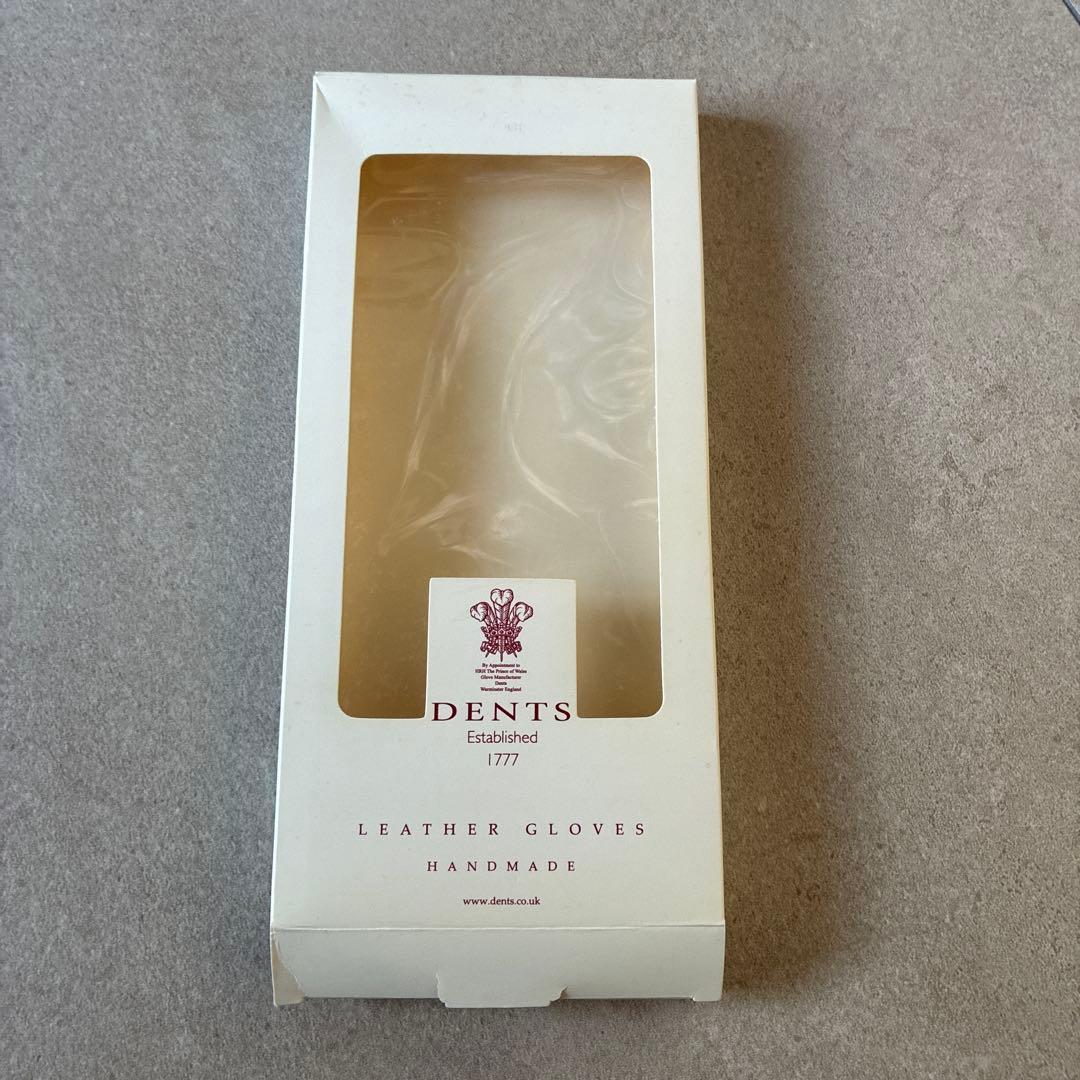 By Appointment to
HRH The Prince of Wales
Glove Manufacturer
Dents
Warminster England
DENTS
Established
1777
LEATHER GLOVES
HANDMADE
www.dents.co.uk